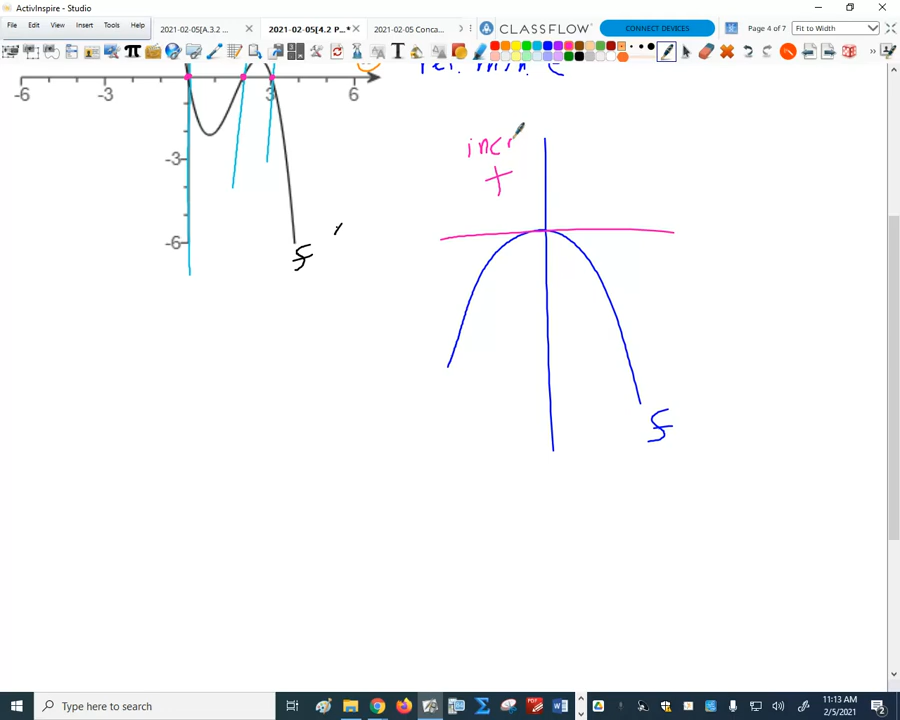 ActivInspire - Studio
File Edit View Insert Tools Help
2021-02-05[A.3.2
2021-02-05[4.2 P...*
2021-02-05 Conca...
CLASSFLOW
CONNECT DEVICES
Page 4 of 7
Fit to Width
-6 -3 3 6
-3
-6
f
incr
+
f
Type here to search
11:13 AM
2/5/2021
2